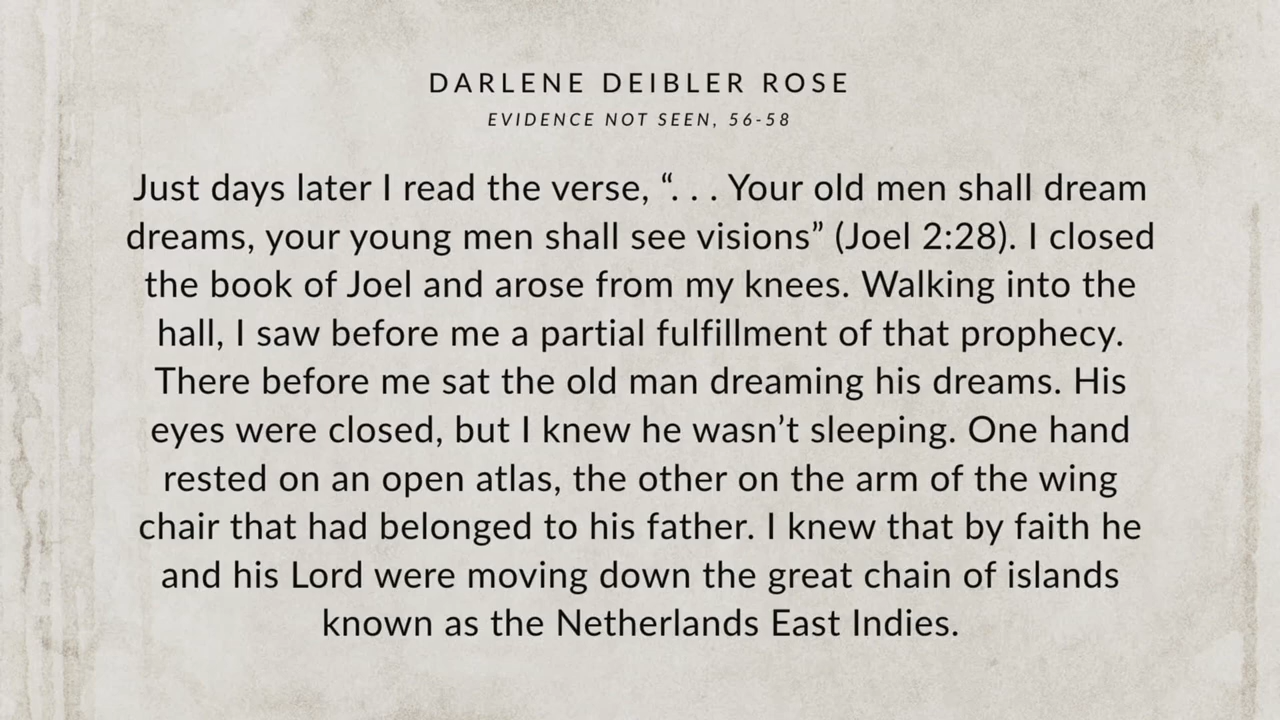 DARLENE DEIBLER ROSE
EVIDENCE NOT SEEN, 56-58
Just days later I read the verse, “. . . Your old men shall dream
dreams, your young men shall see visions” (Joel 2:28). I closed
the book of Joel and arose from my knees. Walking into the
hall, I saw before me a partial fulfillment of that prophecy.
There before me sat the old man dreaming his dreams. His
eyes were closed, but I knew he wasn’t sleeping. One hand
rested on an open atlas, the other on the arm of the wing
chair that had belonged to his father. I knew that by faith he
and his Lord were moving down the great chain of islands
known as the Netherlands East Indies.